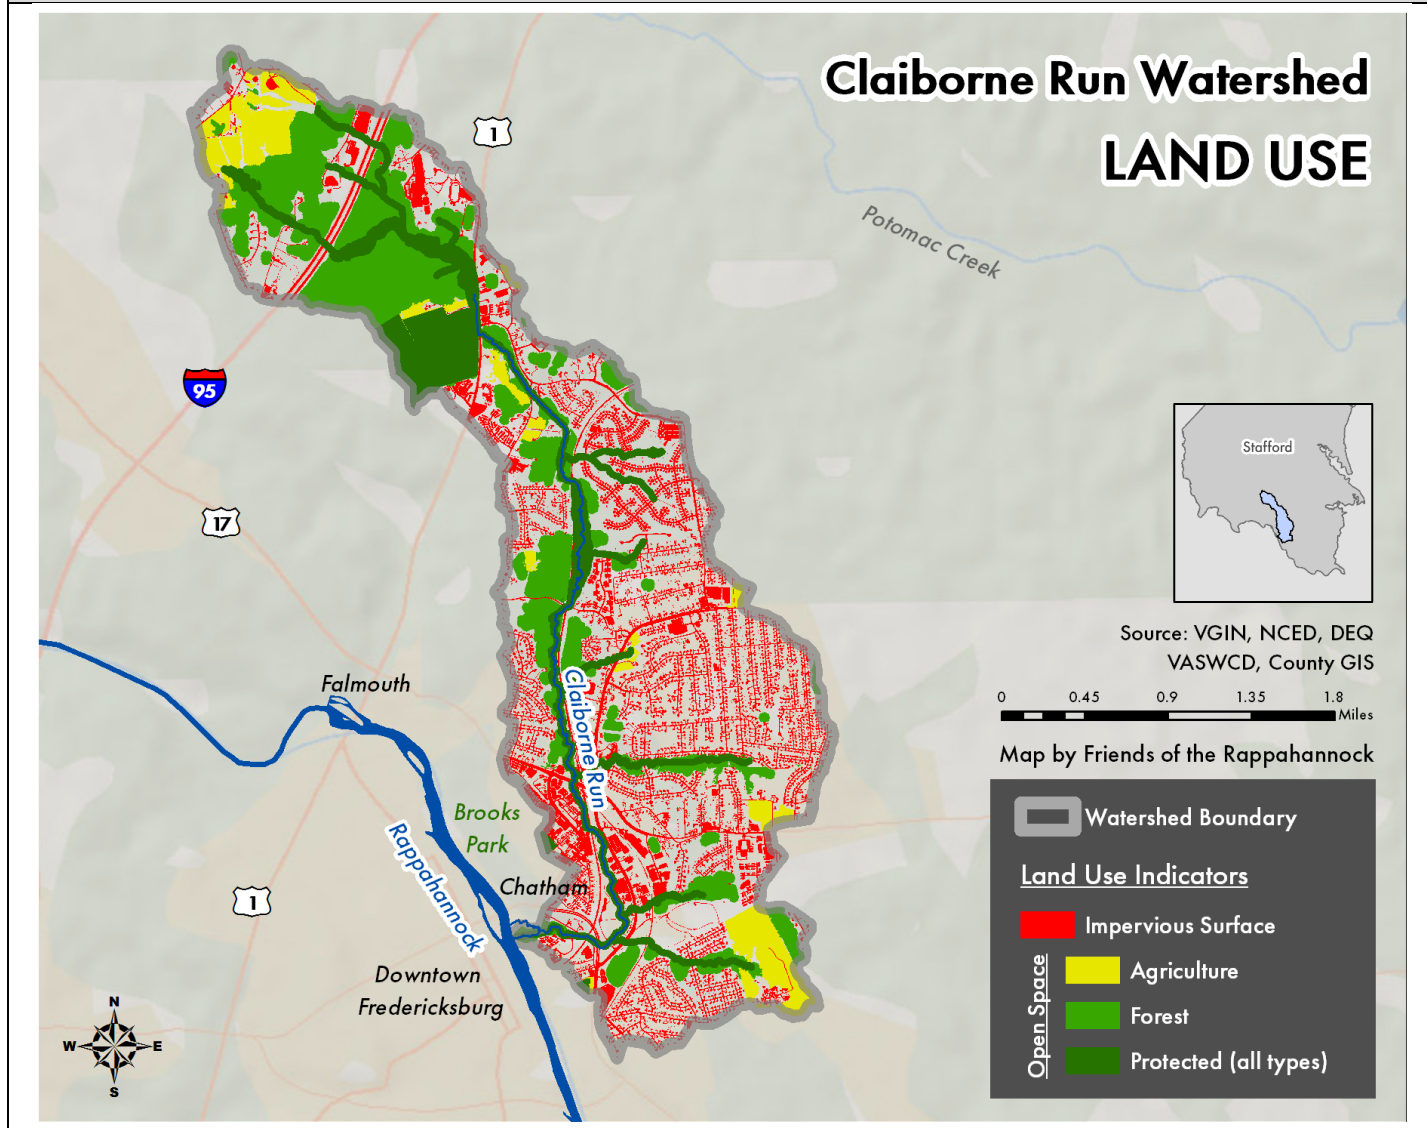 Claiborne Run Watershed
LAND USE
1
Potomac Creek
95
17
Stafford
Source: VGIN, NCED, DEQ
VASWCD, County GIS
0 0.45 0.9 1.35 1.8
Miles
Map by Friends of the Rappahannock
Falmouth
Claiborne Run
Brooks
Park
Rappahannock
Chatham
1
Downtown
Fredericksburg
N
W E
S
Watershed Boundary
Land Use Indicators
Impervious Surface
Open Space
Agriculture
Forest
Protected (all types)